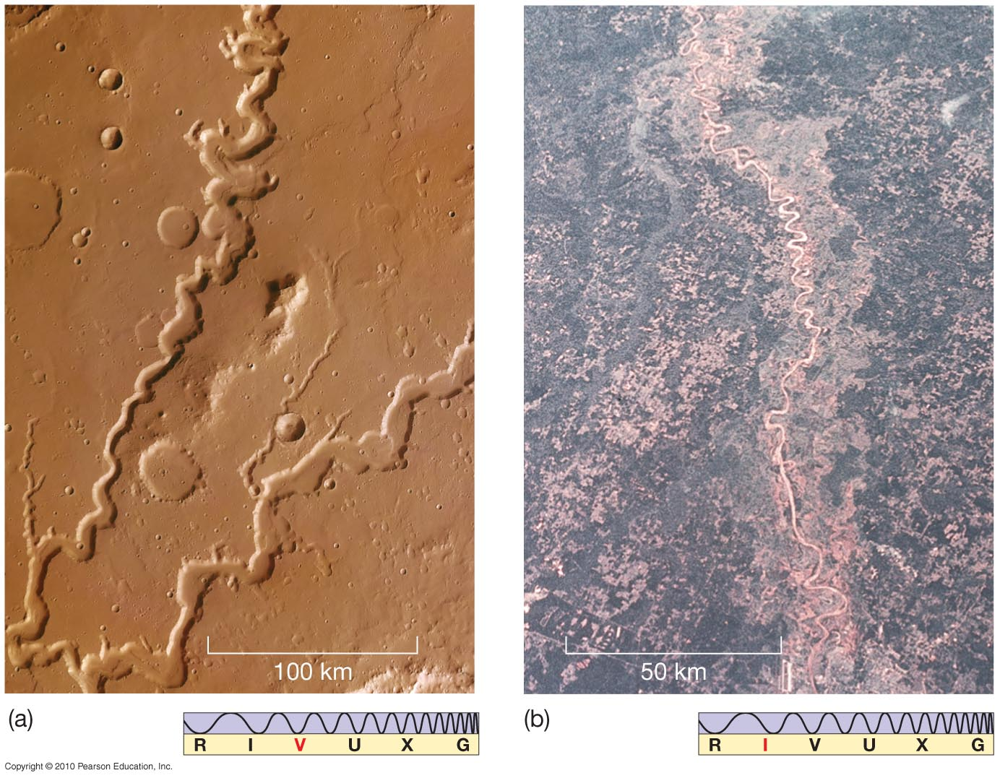 100 km
50 km
(a)
R I V U X G
(b)
R I V U X G
Copyright © 2010 Pearson Education, Inc.